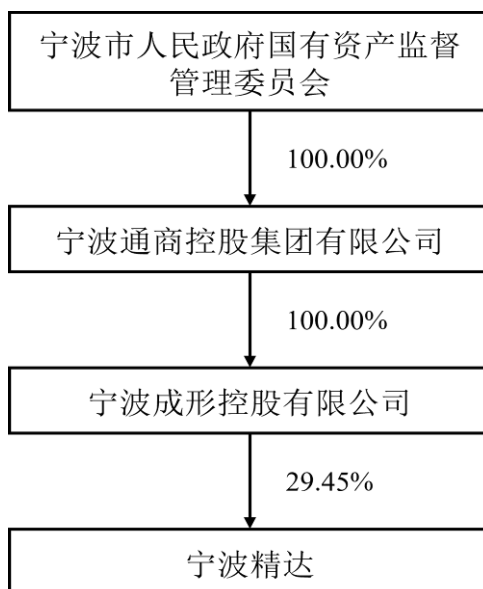 宁波市人民政府国有资产监督
管理委员会
100.00%
宁波通商控股集团有限公司
100.00%
宁波成形控股有限公司
29.45%
宁波精达